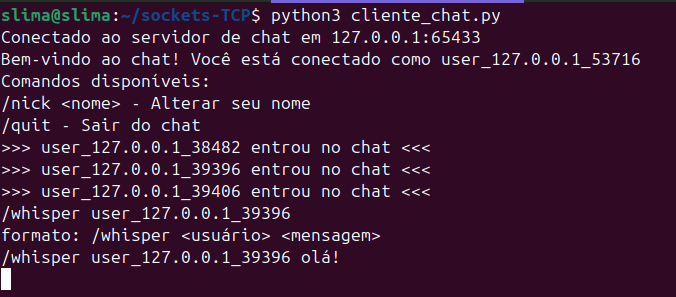 slima@slima:~/sockets-TCP$ python3 cliente_chat.py
Conectado ao servidor de chat em 127.0.0.1:65433
Bem-vindo ao chat! Você está conectado como user_127.0.0.1_53716
Comandos disponíveis:
/nick <nome> - Alterar seu nome
/quit - Sair do chat
>>> user_127.0.0.1_38482 entrou no chat <<<
>>> user_127.0.0.1_39396 entrou no chat <<<
>>> user_127.0.0.1_39406 entrou no chat <<<
/whisper user_127.0.0.1_39396
formato: /whisper <usuário> <mensagem>
/whisper user_127.0.0.1_39396 olá!